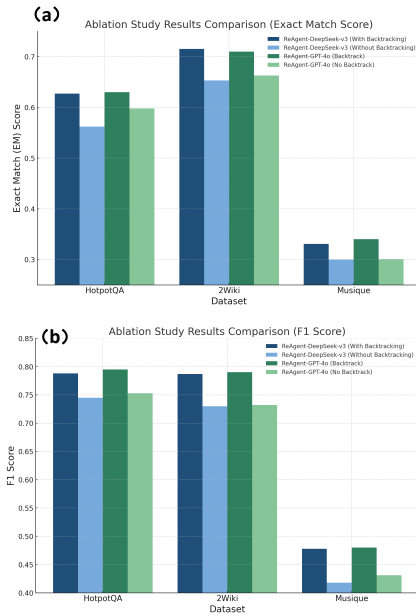 (a)
Ablation Study Results Comparison (Exact Match Score)
ReAgent-DeepSeek-v3 (With Backtracking)
ReAgent-DeepSeek-v3 (Without Backtracking)
ReAgent-GPT-4o (Backtrack)
ReAgent-GPT-4o (No Backtrack)
Exact Match (EM) Score
0.7
0.6
0.5
0.4
0.3
HotpotQA
2Wiki
Musique
Dataset
(b)
Ablation Study Results Comparison (F1 Score)
ReAgent-DeepSeek-v3 (With Backtracking)
ReAgent-DeepSeek-v3 (Without Backtracking)
ReAgent-GPT-4o (Backtrack)
ReAgent-GPT-4o (No Backtrack)
F1 Score
0.85
0.80
0.75
0.70
0.65
0.60
0.55
0.50
0.45
0.40
HotpotQA
2Wiki
Musique
Dataset